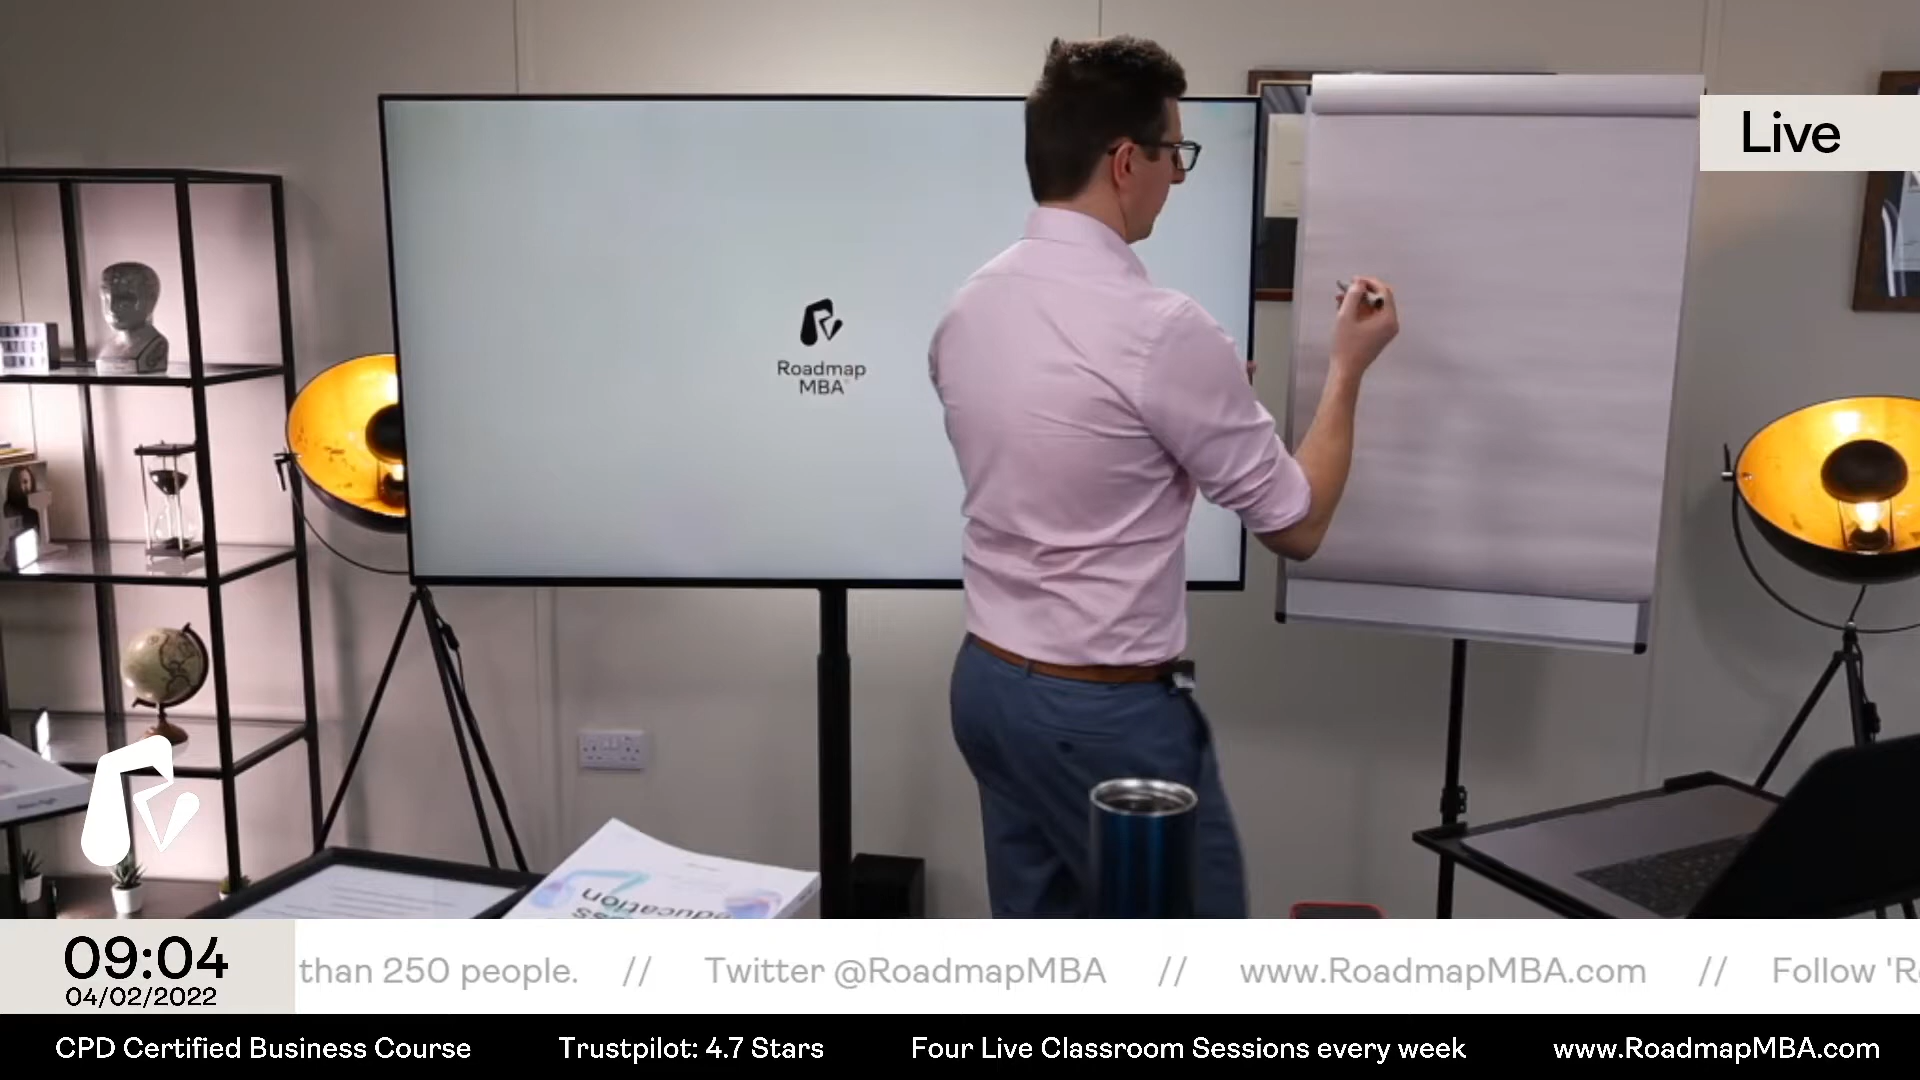 Live
Roadmap
MBA
education
09:04
04/02/2022
than 250 people. // Twitter @RoadmapMBA // www.RoadmapMBA.com // Follow 'R
CPD Certified Business Course Trustpilot: 4.7 Stars Four Live Classroom Sessions every week www.RoadmapMBA.com